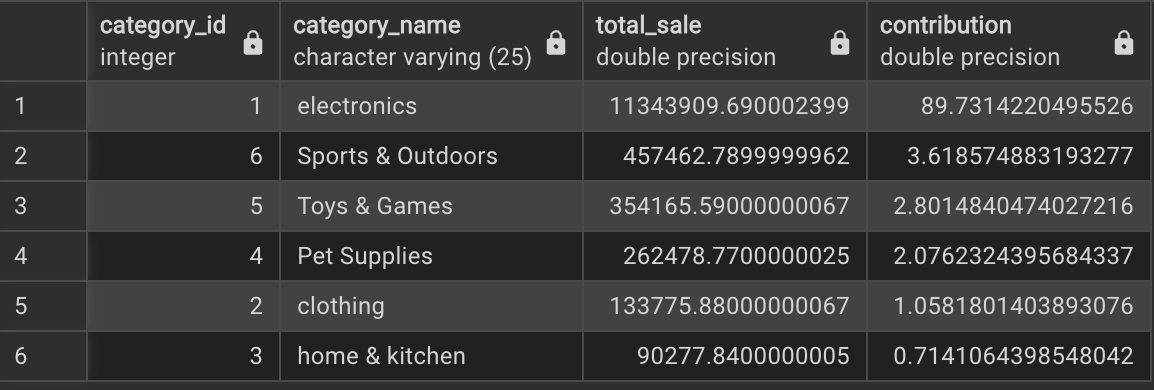 category_id category_name total_sale contribution
integer character varying (25) double precision double precision
1 1 electronics 11343909.690002399 89.7314220495526
2 6 Sports & Outdoors 457462.7899999962 3.618574883193277
3 5 Toys & Games 354165.59000000067 2.8014840474027216
4 4 Pet Supplies 262478.7700000025 2.0762324395684337
5 2 clothing 133775.88000000067 1.0581801403893076
6 3 home & kitchen 90277.8400000005 0.7141064398548042